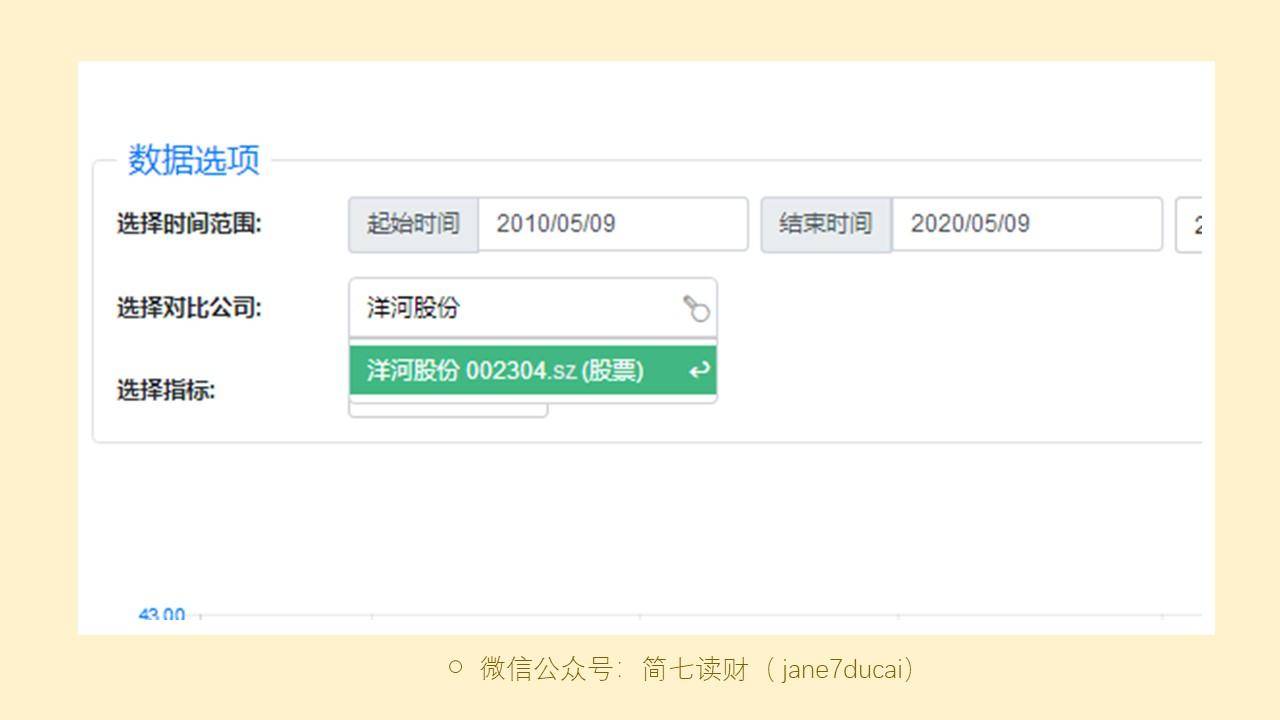 数据选项
选择时间范围: 起始时间 2010/05/09 结束时间 2020/05/09
选择对比公司: 洋河股份
洋河股份 002304.sz (股票)
选择指标:
43.00
微信公众号：简七读财（jane7ducai）